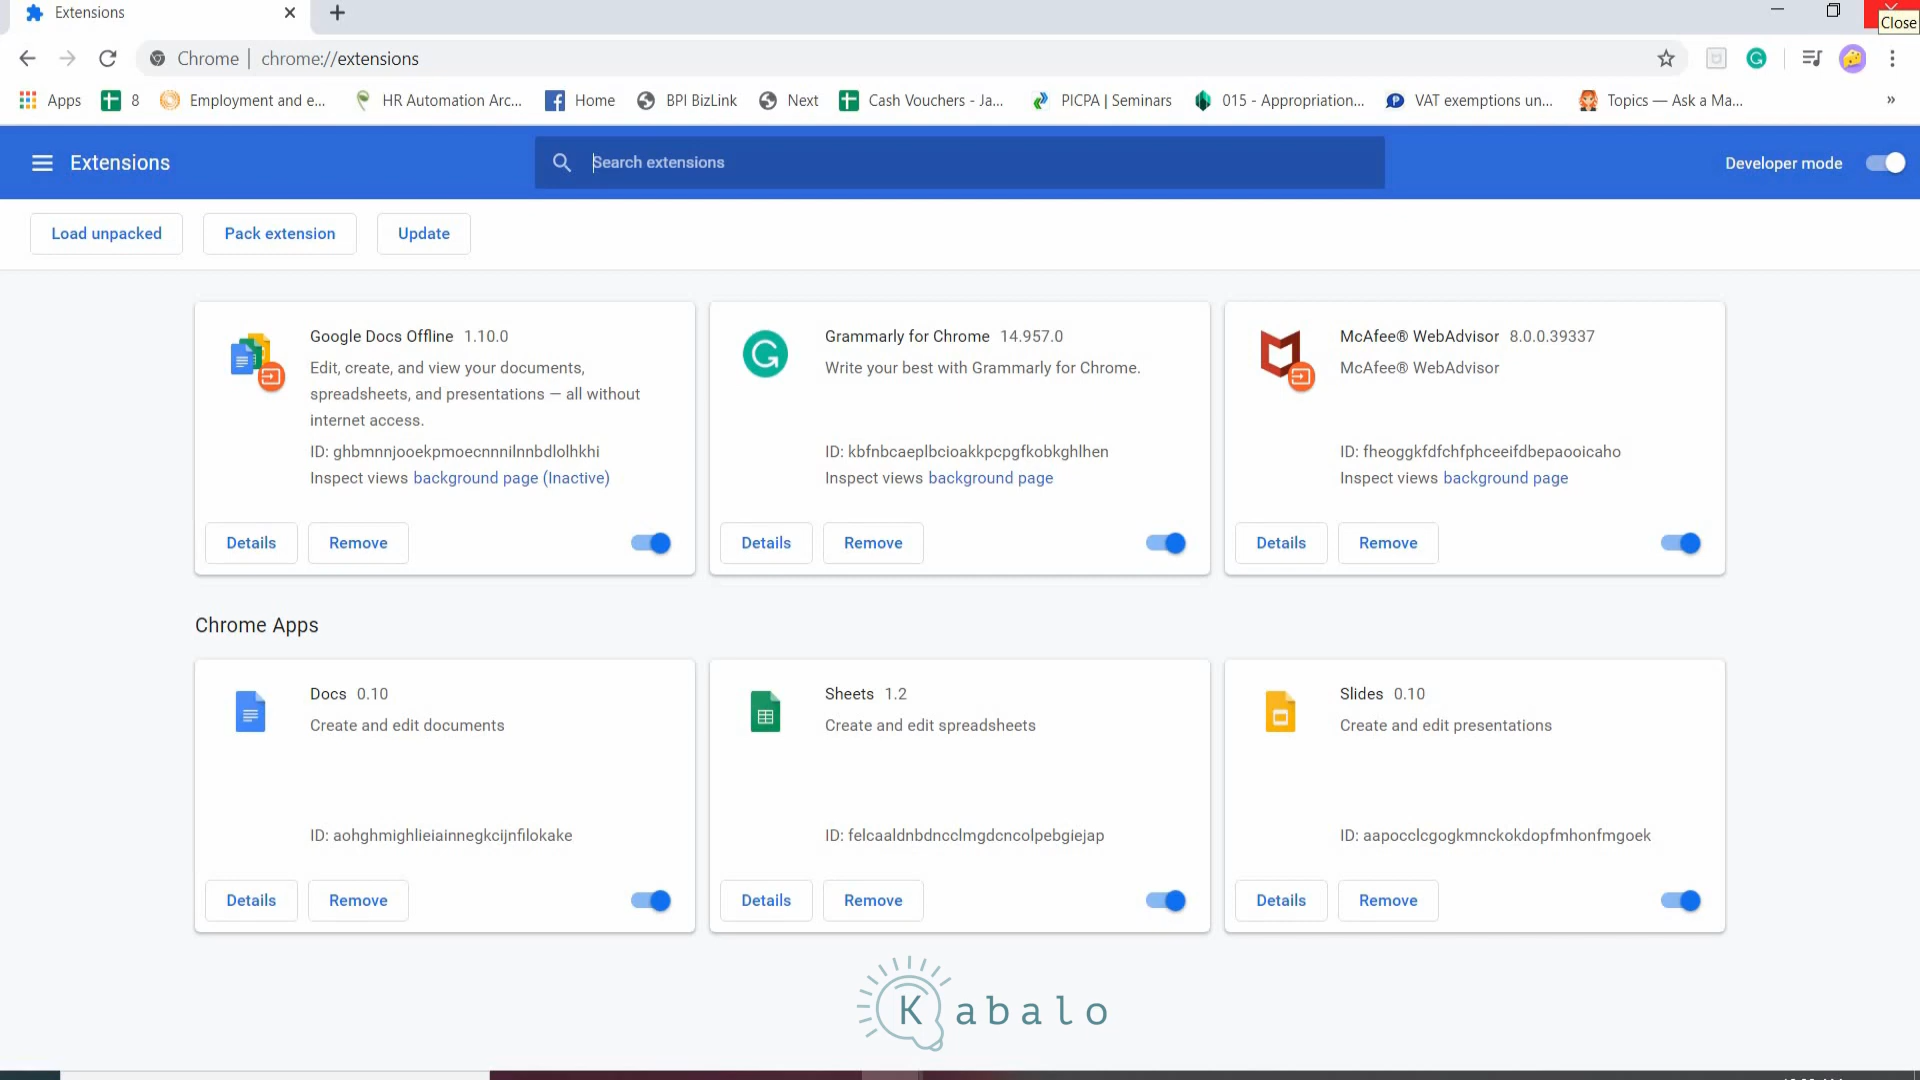 Extensions
Close
Chrome | chrome://extensions
Apps 8 Employment and e... HR Automation Arc... Home BPI BizLink Next Cash Vouchers - Ja... PICPA | Seminars 015 - Appropriation... VAT exemptions un... Topics — Ask a Ma... »
Extensions
Search extensions
Developer mode
Load unpacked Pack extension Update
Google Docs Offline 1.10.0
Edit, create, and view your documents,
spreadsheets, and presentations — all without
internet access.
ID: ghbmnnjooekpmoecnnnilnnbdlolhkhi
Inspect views background page (Inactive)
Details Remove
Grammarly for Chrome 14.957.0
Write your best with Grammarly for Chrome.
ID: kbfnbcaeplbcioakkpcpgfkobkghlhen
Inspect views background page
Details Remove
McAfee® WebAdvisor 8.0.0.39337
McAfee® WebAdvisor
ID: fheoggkfdfchfphceeifdbepaooicaho
Inspect views background page
Details Remove
Chrome Apps
Docs 0.10
Create and edit documents
ID: aohghmighlieiainnegkcijnfilokake
Details Remove
Sheets 1.2
Create and edit spreadsheets
ID: felcaaldnbdncclmgdcncolpebgiejap
Details Remove
Slides 0.10
Create and edit presentations
ID: aapocclcgogkmnckokdopfmhonfmgoek
Details Remove
Kabalo